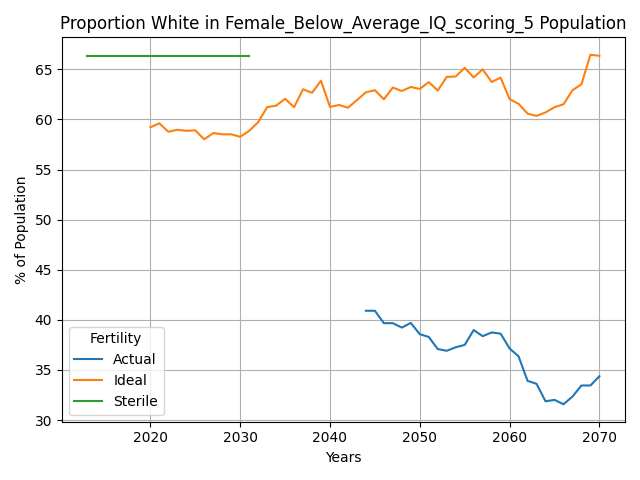 Proportion White in Female_Below_Average_IQ_scoring_5 Population
65
60
55
50
45
40
35
30
% of Population
Fertility
Actual
Ideal
Sterile
2020 2030 2040 2050 2060 2070
Years